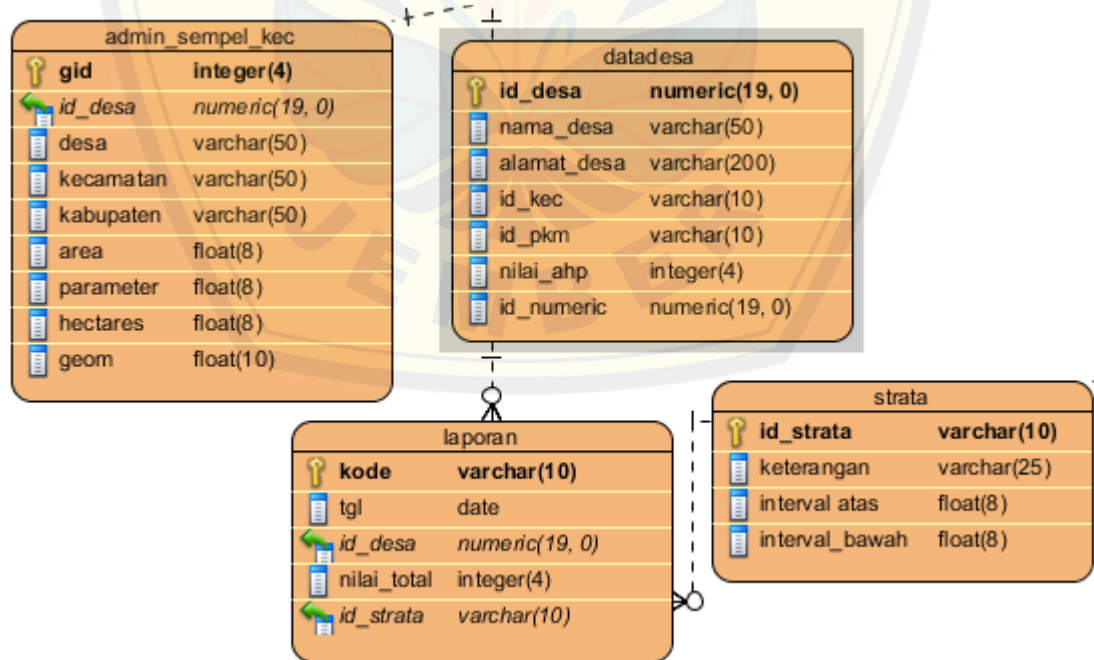 admin_sempel_kec
gid integer(4)
id_desa numeric(19, 0)
desa varchar(50)
kecamatan varchar(50)
kabupaten varchar(50)
area float(8)
parameter float(8)
hectares float(8)
geom float(10)
datadesa
id_desa numeric(19, 0)
nama_desa varchar(50)
alamat_desa varchar(200)
id_kec varchar(10)
id_pkm varchar(10)
nilai_ahp integer(4)
id_numeric numeric(19, 0)
laporan
kode varchar(10)
tgl date
id_desa numeric(19, 0)
nilai_total integer(4)
id_strata varchar(10)
strata
id_strata varchar(10)
keterangan varchar(25)
interval atas float(8)
interval_bawah float(8)
JEMBER